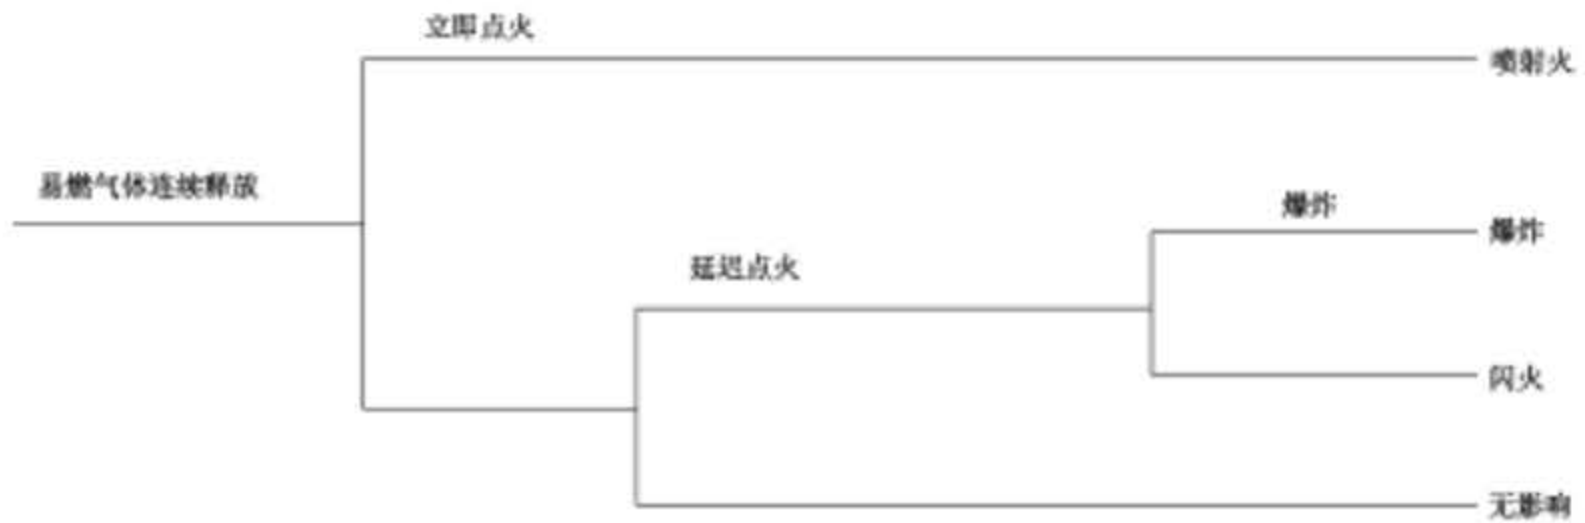 立即点火
喷射火
易燃气体连续释放
爆炸
爆炸
延迟点火
闪火
无影响